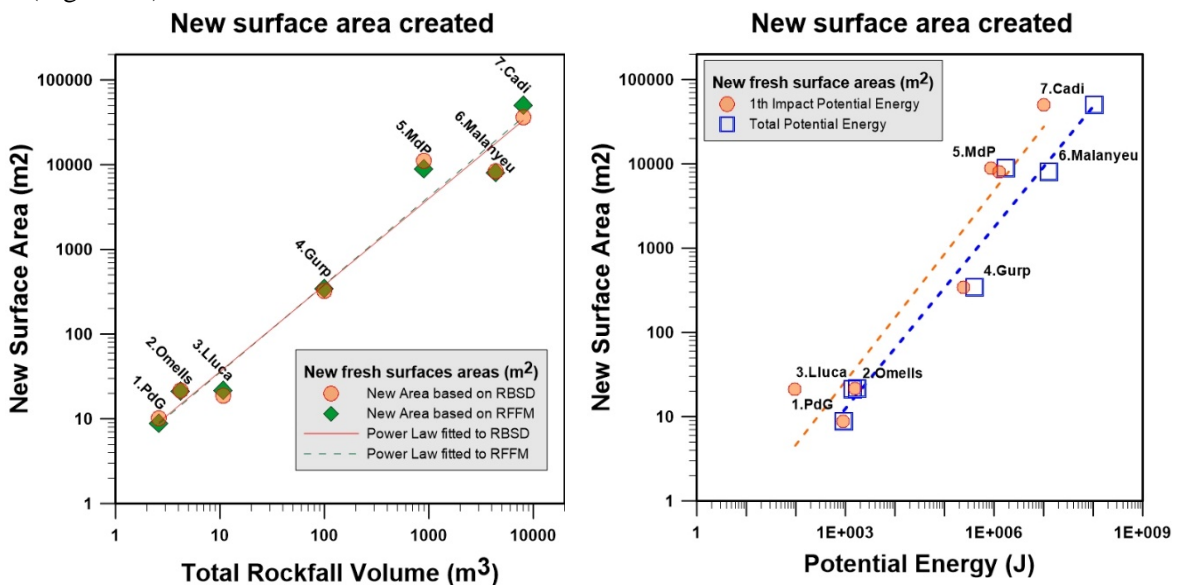 New surface area created
New Surface Area (m2)
100000
10000
1000
100
10
1
1.PdG
2.Omells
3.Lluca
4.Gurp
5.MdP
6.Malanyeu
7.Cadi
New fresh surfaces areas (m²)
New Area based on RBSD
New Area based on RFFM
Power Law fitted to RBSD
Power Law fitted to RFFM
1 10 100 1000 10000
Total Rockfall Volume (m³)
New surface area created
New Surface Area (m2)
100000
10000
1000
100
10
1
New fresh surface areas (m²)
1th Impact Potential Energy
Total Potential Energy
7.Cadi
5.MdP
6.Malanyeu
4.Gurp
3.Lluca
2.Omells
1.PdG
1 1E+003 1E+006 1E+009
Potential Energy (J)